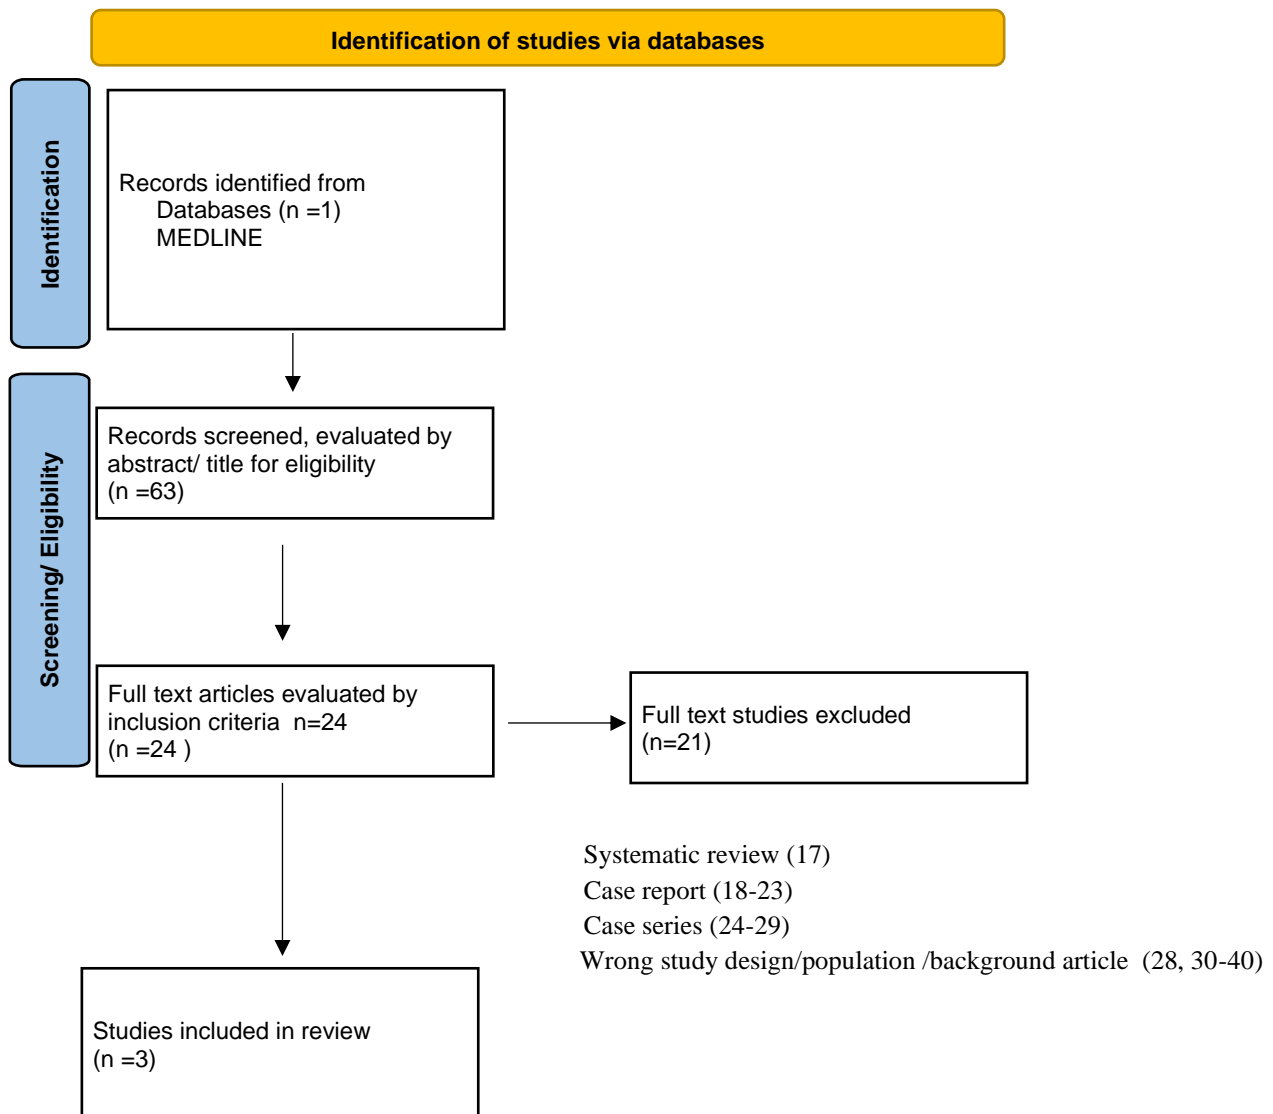 Identification of studies via databases
Identification
Records identified from
Databases (n =1)
MEDLINE
Screening/ Eligibility
Records screened, evaluated by
abstract/ title for eligibility
(n =63)
Full text articles evaluated by
inclusion criteria  n=24
(n =24 )
Full text studies excluded
(n=21)
Systematic review (17)
Case report (18-23)
Case series (24-29)
Wrong study design/population /background article  (28, 30-40)
Studies included in review
(n =3)